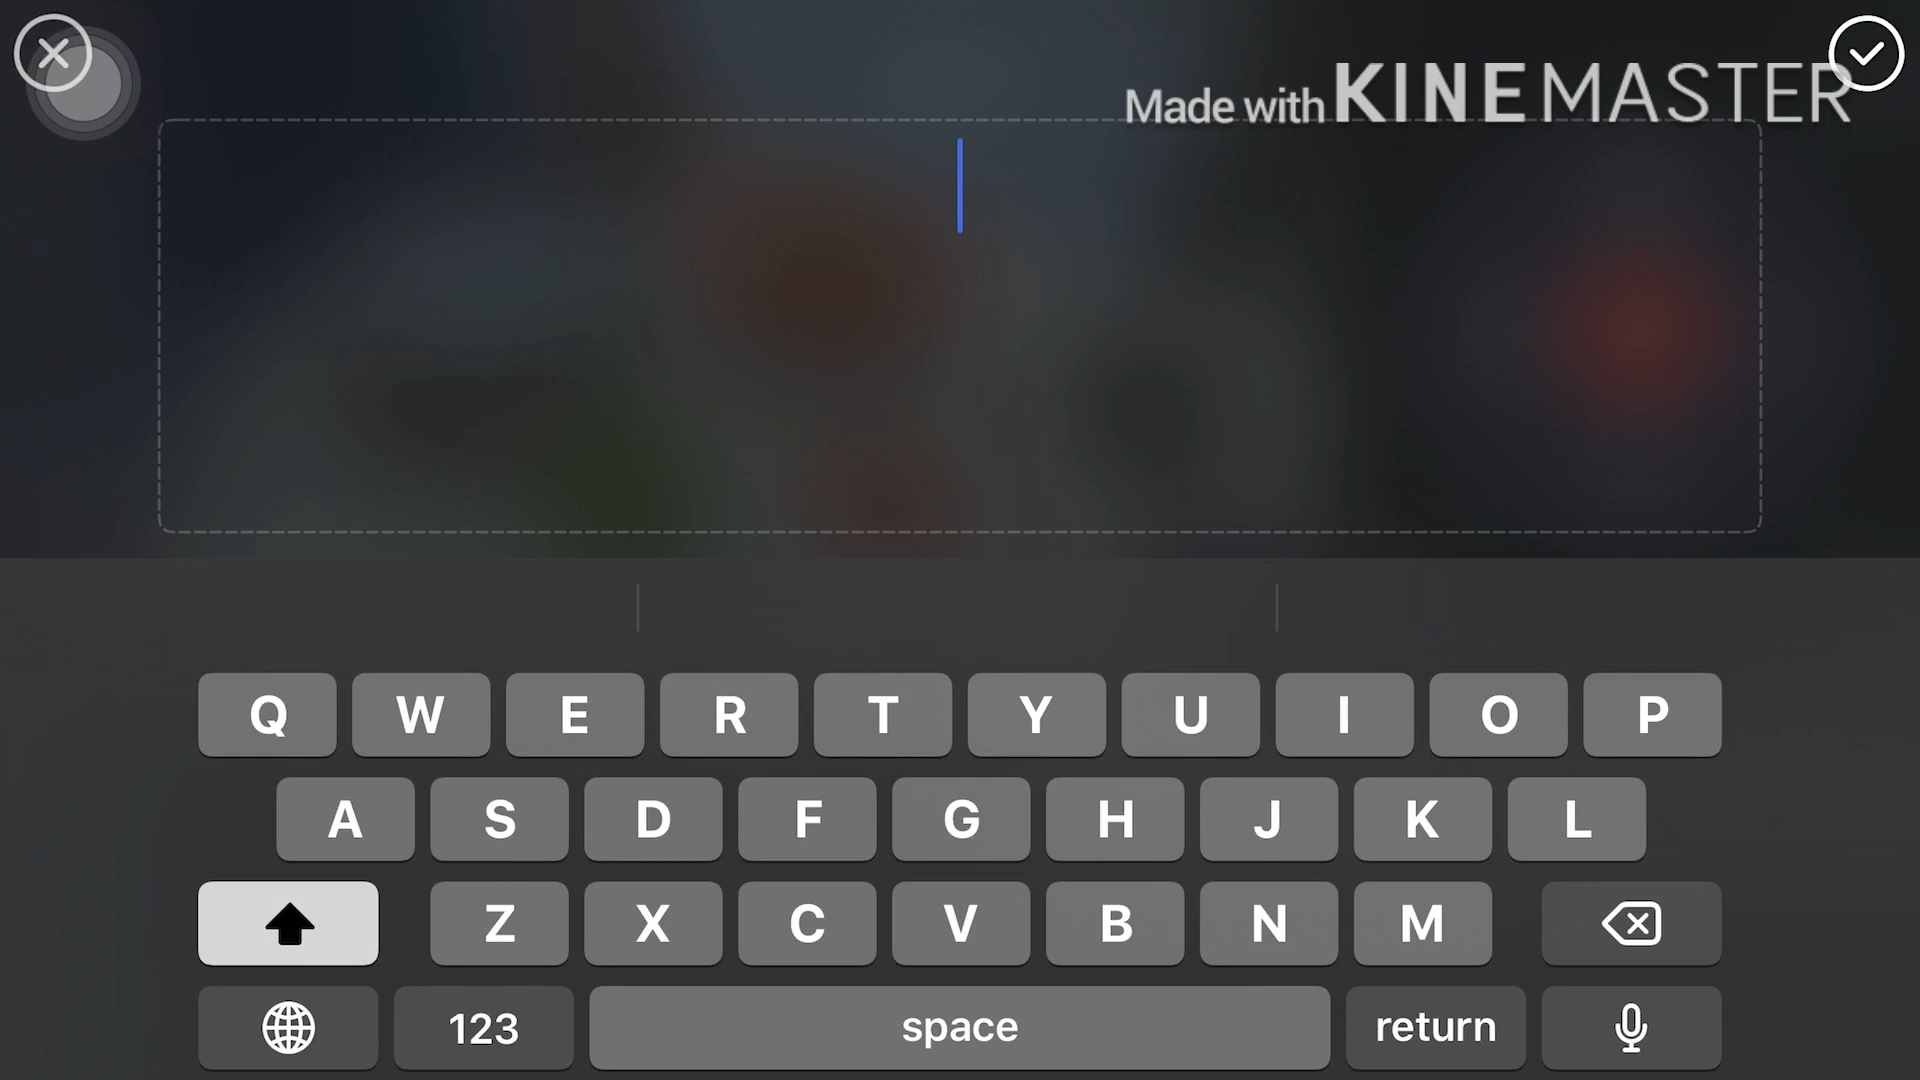 Made with KINEMASTER
Q W E R T Y U I O P
A S D F G H J K L
Z X C V B N M
123 space return